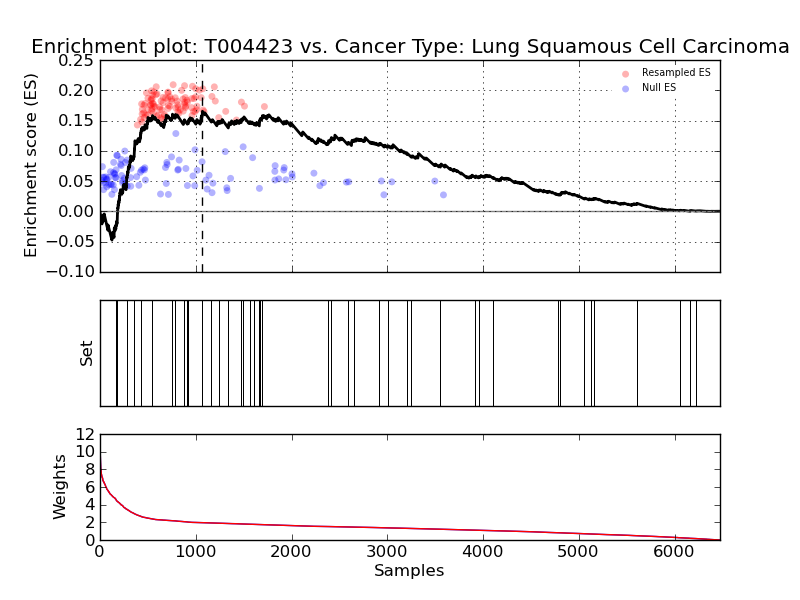 Enrichment plot: T004423 vs. Cancer Type: Lung Squamous Cell Carcinoma
0.25
0.20
0.15
0.10
0.05
0.00
−0.05
−0.10
Enrichment score (ES)
Resampled ES
Null ES
Set
12
10
8
6
4
2
0
Weights
0 1000 2000 3000 4000 5000 6000
Samples